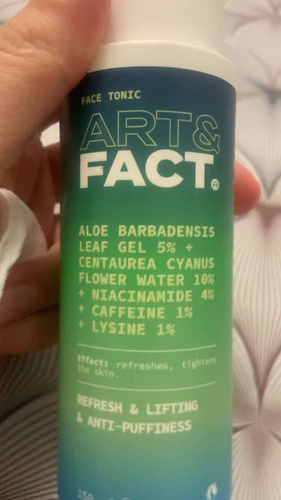 FACE TONIC
ART&
FACT.®
ALOE BARBADENSIS
LEAF GEL 5% +
CENTAUREA CYANUS
FLOWER WATER 10%
+ NIACINAMIDE 4%
+ CAFFEINE 1%
+ LYSINE 1%
Effect: refreshes, tightens
the skin.
REFRESH & LIFTING
& ANTI-PUFFINESS
150